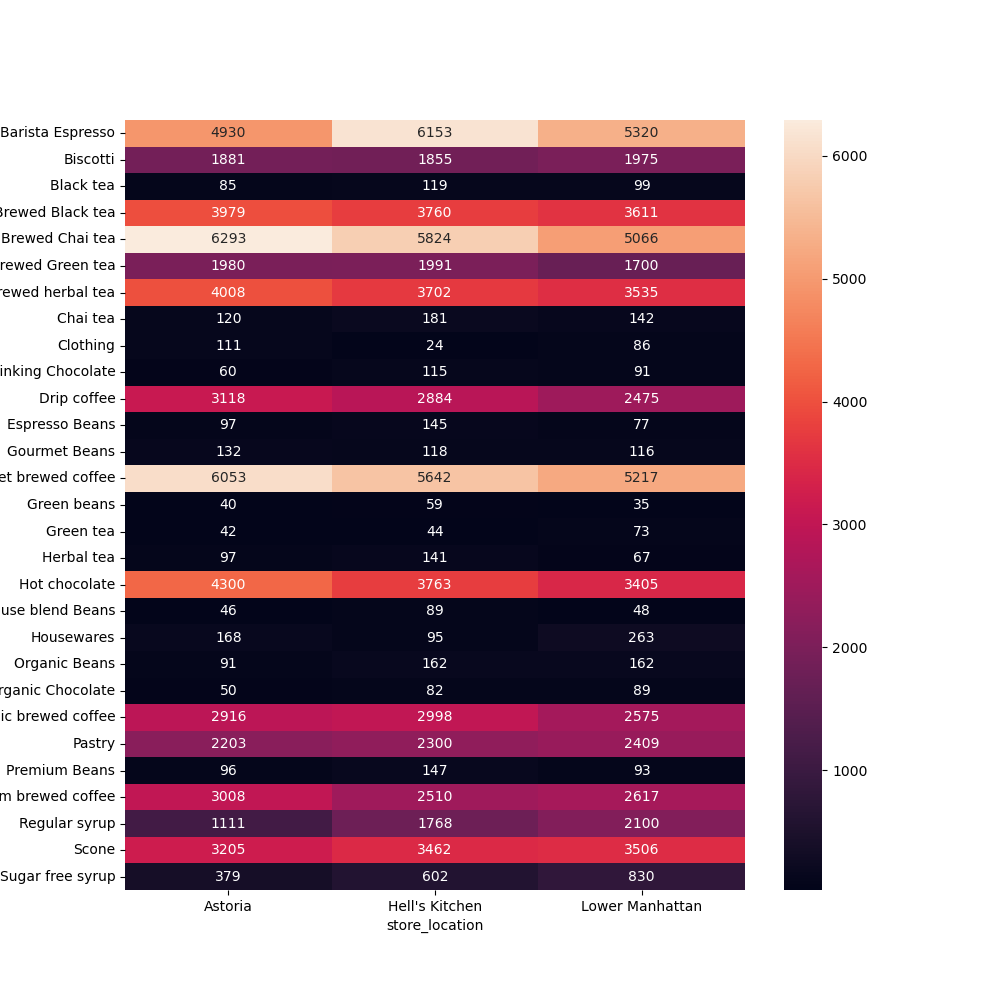 Barista Espresso 4930 6153 5320
Biscotti 1881 1855 1975
Black tea 85 119 99
Brewed Black tea 3979 3760 3611
Brewed Chai tea 6293 5824 5066
rewed Green tea 1980 1991 1700
rewed herbal tea 4008 3702 3535
Chai tea 120 181 142
Clothing 111 24 86
inking Chocolate 60 115 91
Drip coffee 3118 2884 2475
Espresso Beans 97 145 77
Gourmet Beans 132 118 116
et brewed coffee 6053 5642 5217
Green beans 40 59 35
Green tea 42 44 73
Herbal tea 97 141 67
Hot chocolate 4300 3763 3405
use blend Beans 46 89 48
Housewares 168 95 263
Organic Beans 91 162 162
rganic Chocolate 50 82 89
ic brewed coffee 2916 2998 2575
Pastry 2203 2300 2409
Premium Beans 96 147 93
m brewed coffee 3008 2510 2617
Regular syrup 1111 1768 2100
Scone 3205 3462 3506
Sugar free syrup 379 602 830
Astoria Hell's Kitchen Lower Manhattan
store_location
6000
5000
4000
3000
2000
1000